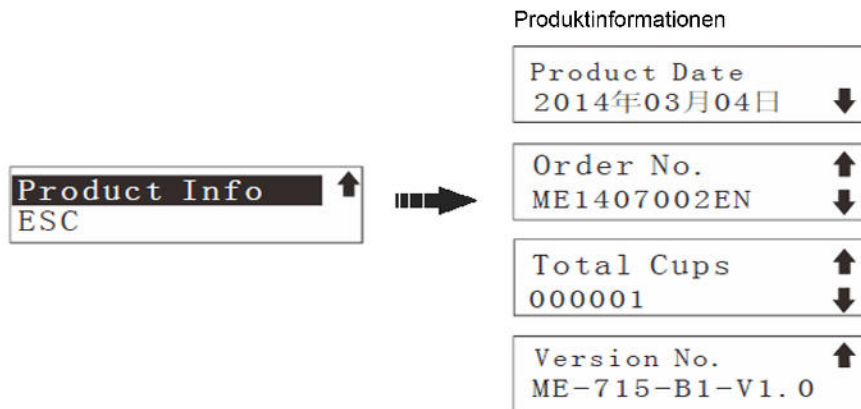 Produktinformationen
Product Date
2014年03月04日
Product Info
ESC
Order No.
ME1407002EN
Total Cups
000001
Version No.
ME-715-B1-V1.0